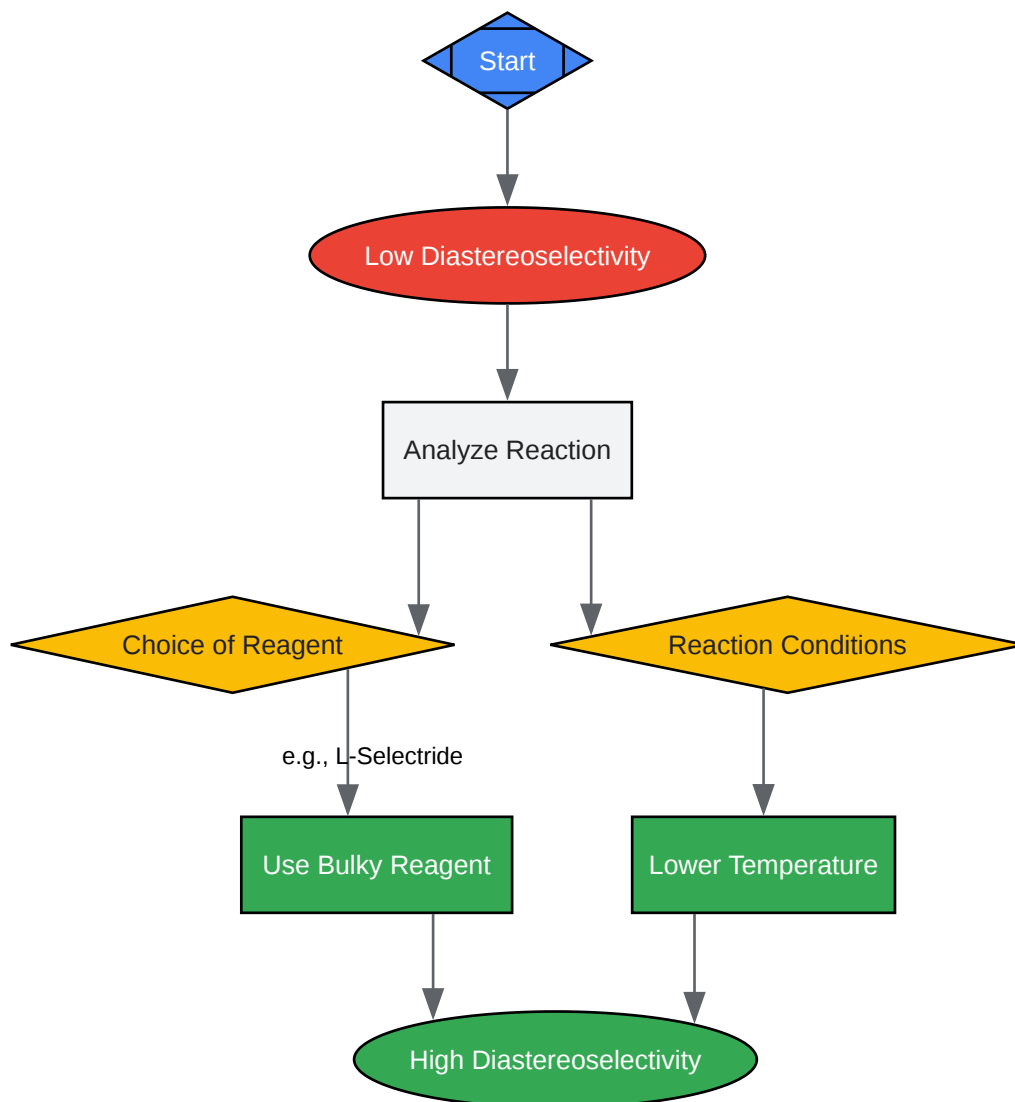 Start
Low Diastereoselectivity
Analyze Reaction
Choice of Reagent
Reaction Conditions
e.g., L-Selectride
Use Bulky Reagent
Lower Temperature
High Diastereoselectivity